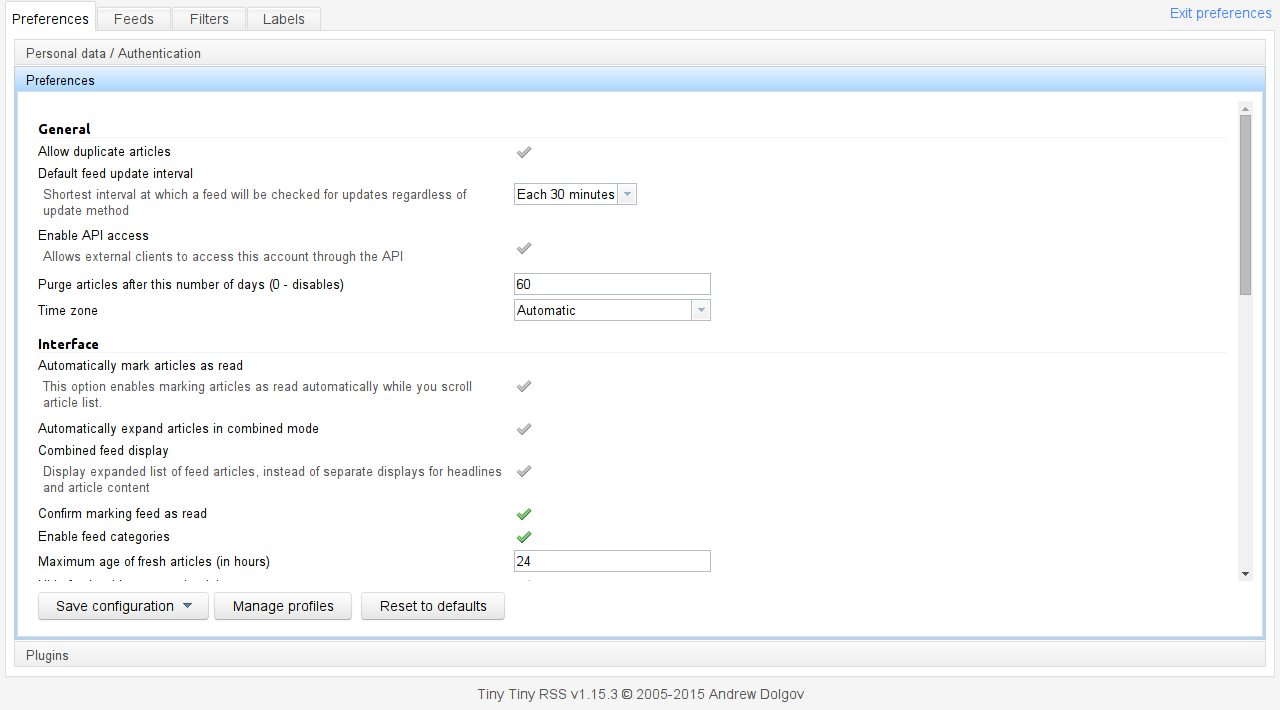 Preferences
Feeds
Filters
Labels
Exit preferences
Personal data / Authentication
Preferences
General
Allow duplicate articles
Default feed update interval
Shortest interval at which a feed will be checked for updates regardless of
update method
Each 30 minutes
Enable API access
Allows external clients to access this account through the API
Purge articles after this number of days (0 - disables)
60
Time zone
Automatic
Interface
Automatically mark articles as read
This option enables marking articles as read automatically while you scroll
article list.
Automatically expand articles in combined mode
Combined feed display
Display expanded list of feed articles, instead of separate displays for headlines
and article content
Confirm marking feed as read
Enable feed categories
Maximum age of fresh articles (in hours)
24
Save configuration
Manage profiles
Reset to defaults
Plugins
Tiny Tiny RSS v1.15.3 © 2005-2015 Andrew Dolgov